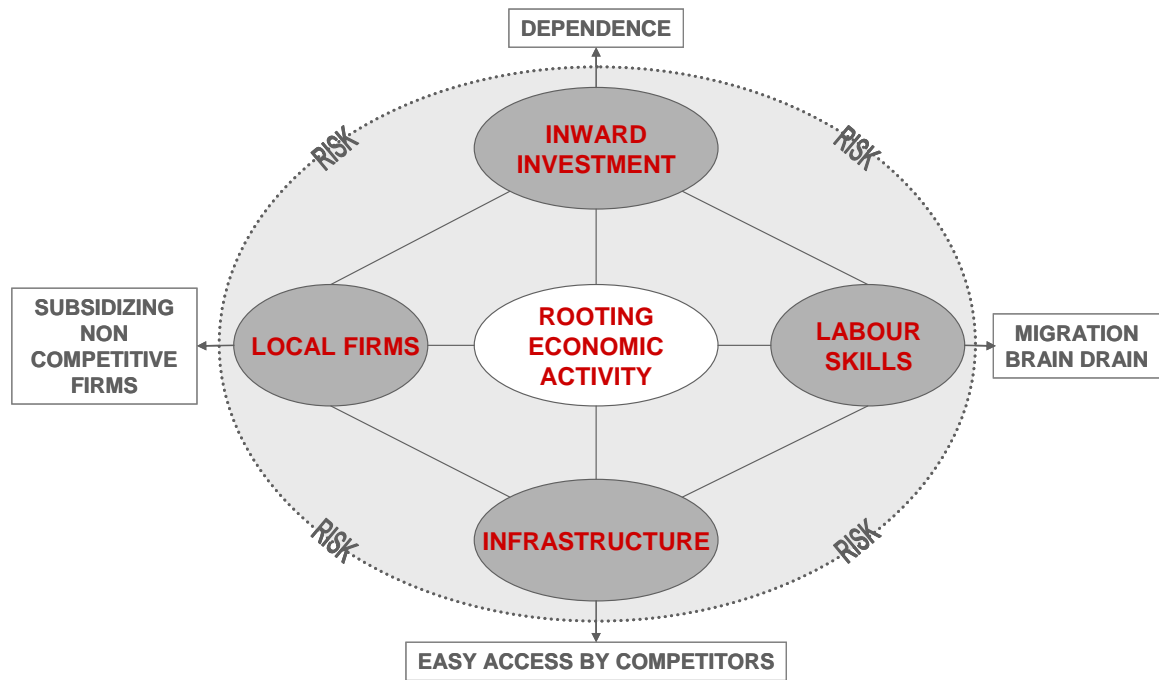 DEPENDENCE
RISK
RISK
INWARD
INVESTMENT
SUBSIDIZING
NON
COMPETITIVE
FIRMS
LOCAL FIRMS
ROOTING
ECONOMIC
ACTIVITY
LABOUR
SKILLS
MIGRATION
BRAIN DRAIN
INFRASTRUCTURE
RISK
RISK
EASY ACCESS BY COMPETITORS